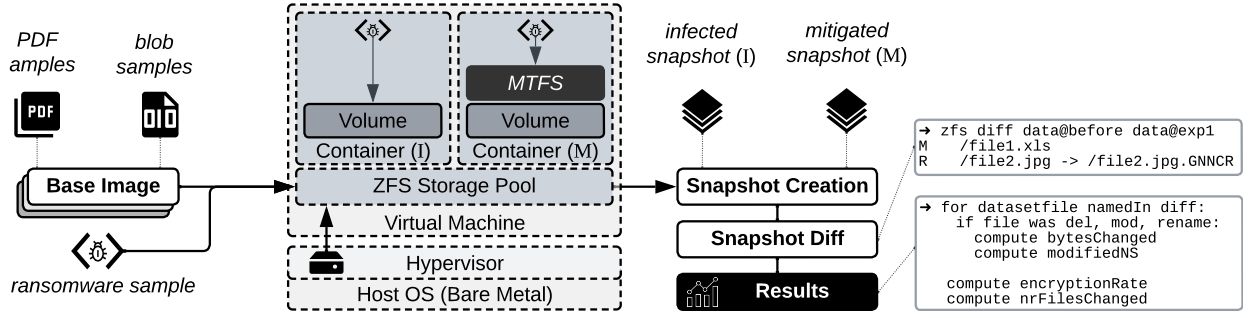 PDF
amples
blob
samples
PDF
Base Image
ransomware sample
MTFS
Volume
Volume
Container (I)
Container (M)
ZFS Storage Pool
Virtual Machine
Hypervisor
Host OS (Bare Metal)
infected
snapshot (I)
mitigated
snapshot (M)
Snapshot Creation
Snapshot Diff
Results
➜ zfs diff data@before data@exp1
M /file1.xls
R /file2.jpg -> /file2.jpg.GNNCR
➜ for datasetfile namedIn diff:
if file was del, mod, rename:
compute bytesChanged
compute modifiedNS
compute encryptionRate
compute nrFilesChanged